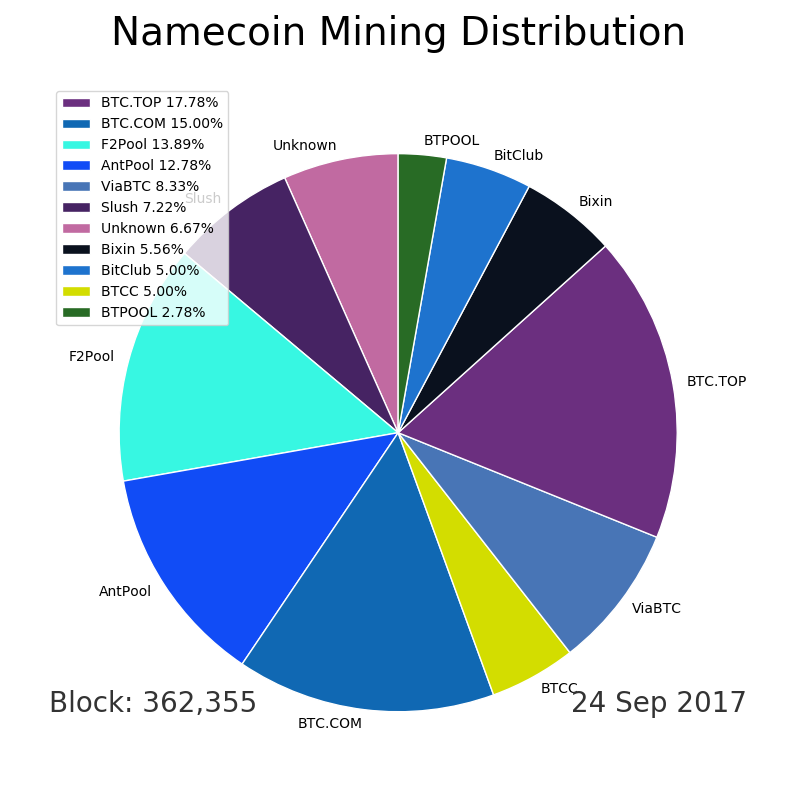 Namecoin Mining Distribution
BTC.TOP 17.78%
BTC.COM 15.00%
F2Pool 13.89%
AntPool 12.78%
ViaBTC 8.33%
Slush 7.22%
Unknown 6.67%
Bixin 5.56%
BitClub 5.00%
BTCC 5.00%
BTPOOL 2.78%
Unknown
BTPOOL
BitClub
Slush
Bixin
F2Pool
BTC.TOP
AntPool
ViaBTC
BTCC
BTC.COM
Block: 362,355
24 Sep 2017